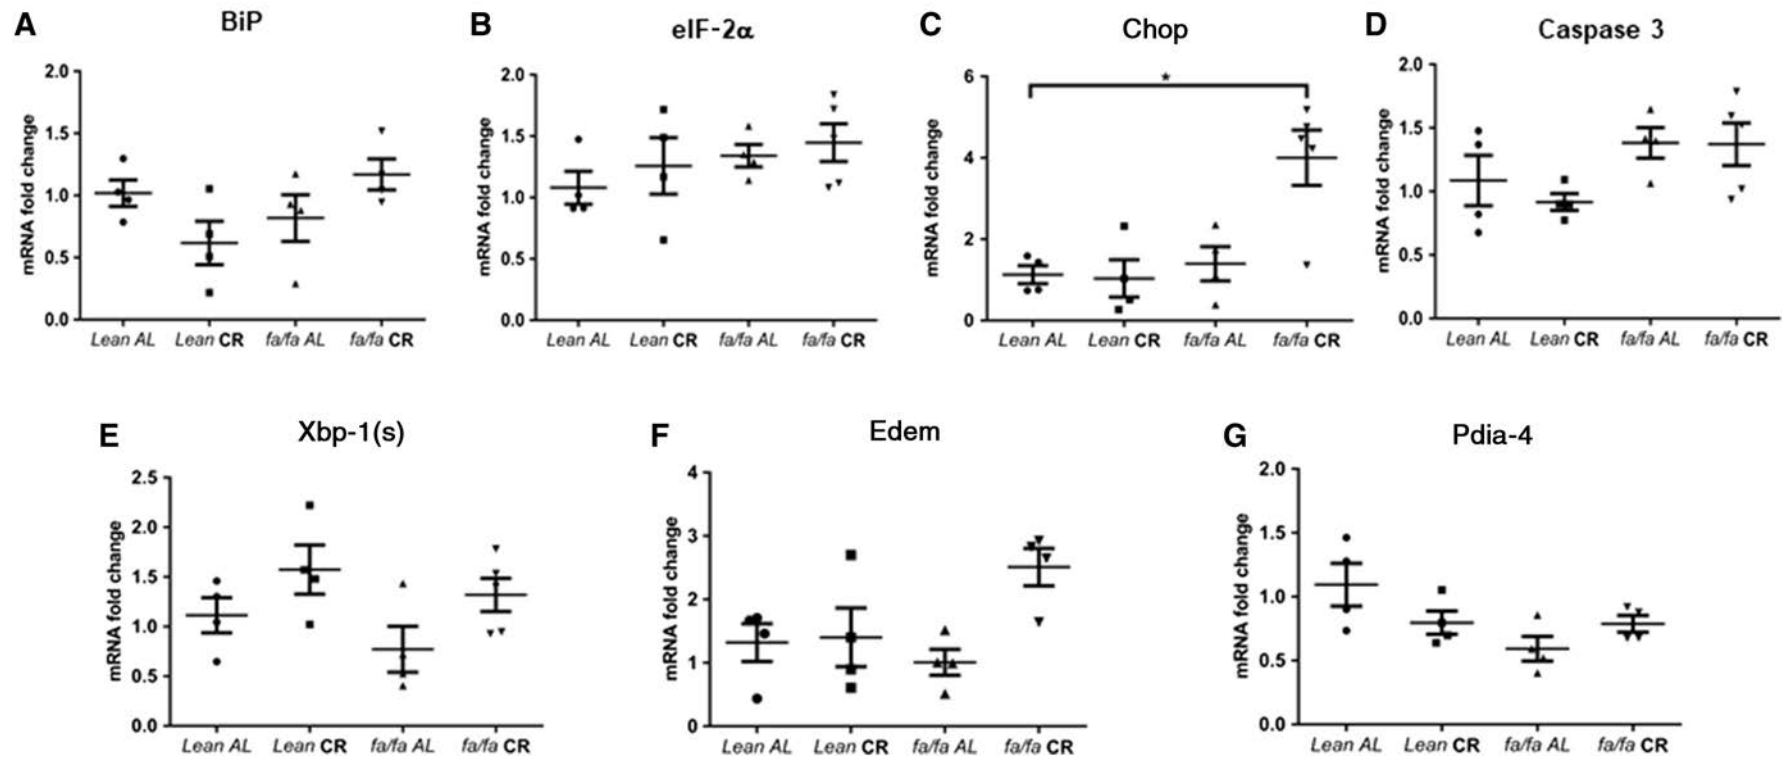 A BiP
mRNA fold change
2.0
1.5
1.0
0.5
0.0
Lean AL Lean CR fa/fa AL fa/fa CR
B eIF-2α
mRNA fold change
2.0
1.5
1.0
0.5
0.0
Lean AL Lean CR fa/fa AL fa/fa CR
C Chop
mRNA fold change
6
4
2
0
*
Lean AL Lean CR fa/fa AL fa/fa CR
D Caspase 3
mRNA fold change
2.0
1.5
1.0
0.5
0.0
Lean AL Lean CR fa/fa AL fa/fa CR
E Xbp-1(s)
mRNA fold change
2.5
2.0
1.5
1.0
0.5
0.0
Lean AL Lean CR fa/fa AL fa/fa CR
F Edem
mRNA fold change
4
3
2
1
0
Lean AL Lean CR fa/fa AL fa/fa CR
G Pdia-4
mRNA fold change
2.0
1.5
1.0
0.5
0.0
Lean AL Lean CR fa/fa AL fa/fa CR